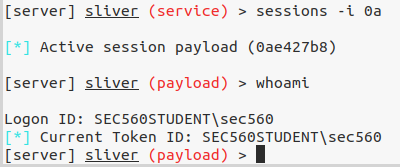 [server] sliver (service) > sessions -i 0a
[*] Active session payload (0ae427b8)
[server] sliver (payload) > whoami
Logon ID: SEC560STUDENT\sec560
[*] Current Token ID: SEC560STUDENT\sec560
[server] sliver (payload) >